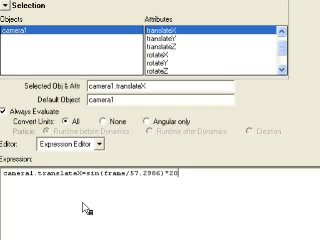 Selection
Objects Attributes
camera1 translateX
translateY
translateZ
rotateX
rotateY
rotateZ
Selected Obj & Attr camera1.translateX
Default Object camera1
Always Evaluate
Convert Units: All None Angular only
Particle: Runtime before Dynamics Runtime after Dynamics Creation
Editor: Expression Editor
Expression:
camera1.translateX=sin(frame/57.2986)*20